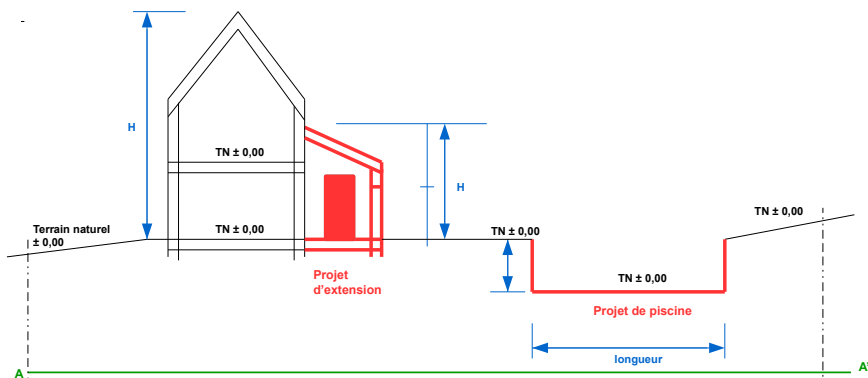 H
TN ± 0,00
H
TN ± 0,00
Terrain naturel
± 0,00
TN ± 0,00
TN ± 0,00
Projet
d'extension
TN ± 0,00
Projet de piscine
longueur
A
A'